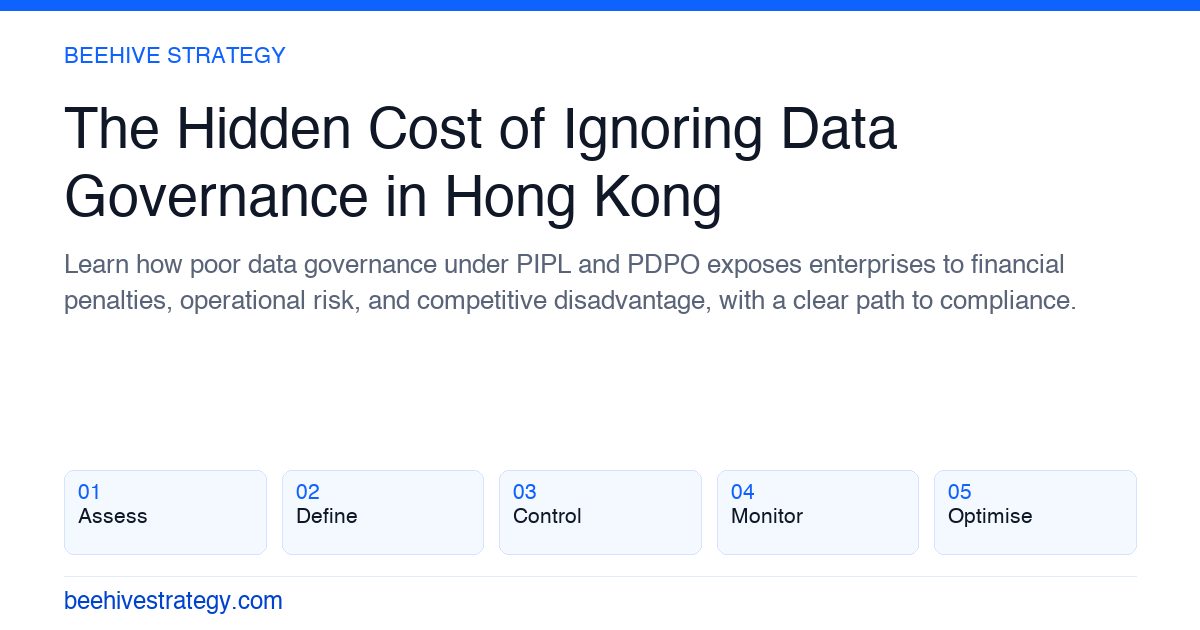 BEEHIVE STRATEGY
The Hidden Cost of Ignoring Data
Governance in Hong Kong
Learn how poor data governance under PIPL and PDPO exposes enterprises to financial
penalties, operational risk, and competitive disadvantage, with a clear path to compliance.
01
Assess
02
Define
03
Control
04
Monitor
05
Optimise
beehivestrategy.com